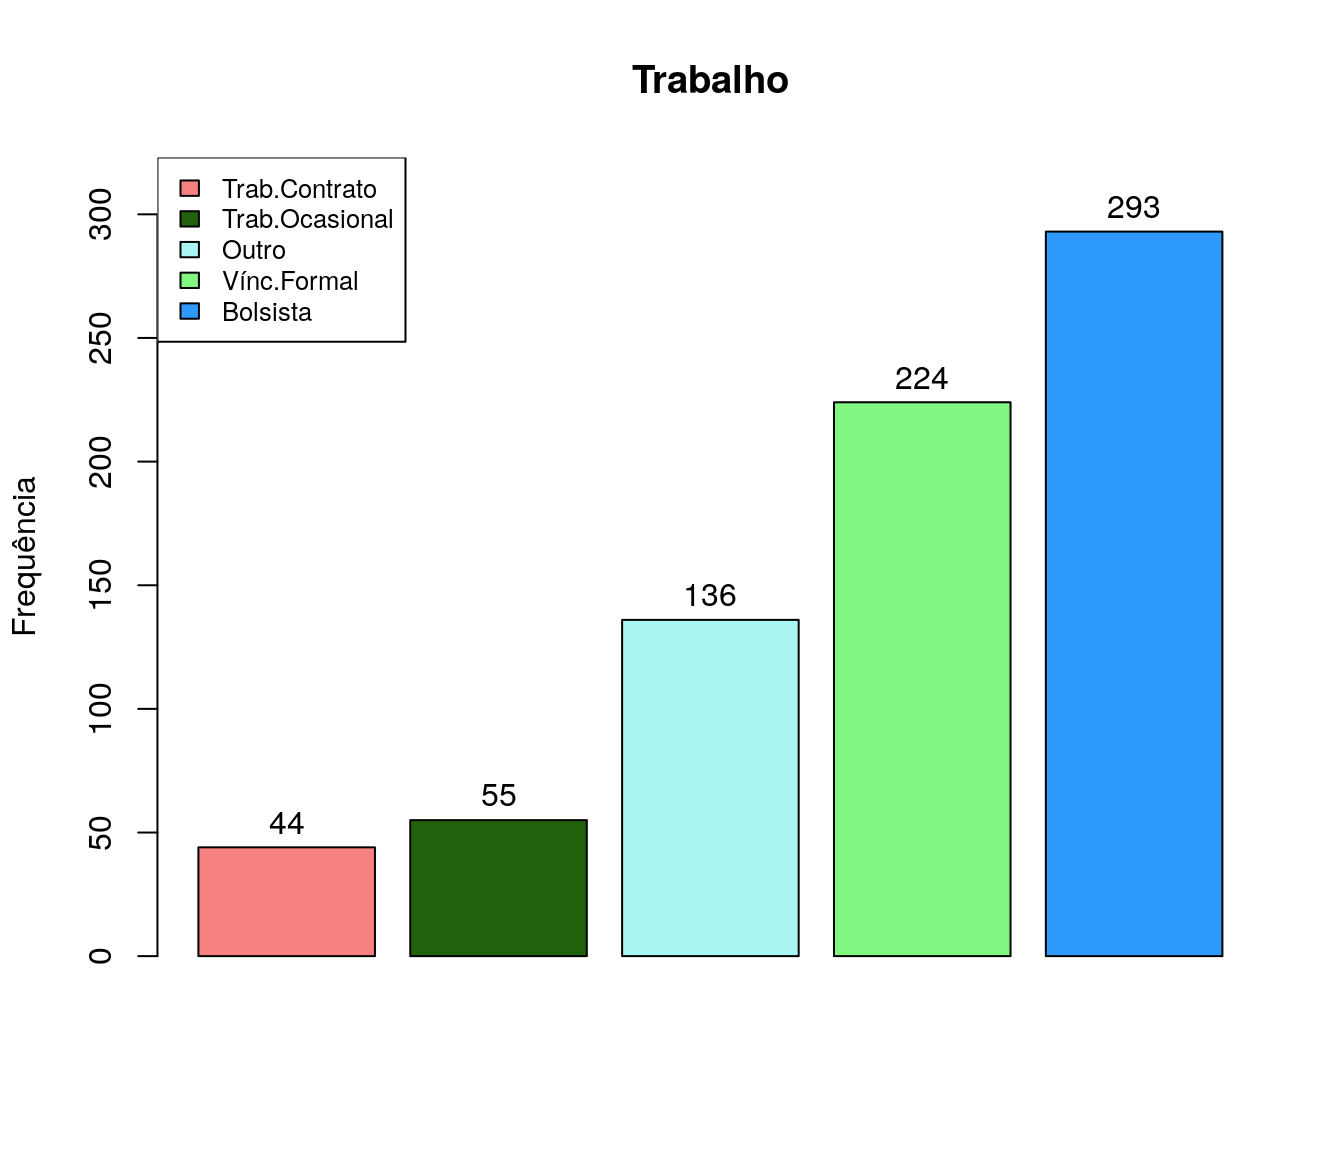 Trabalho
Trab.Contrato
Trab.Ocasional
Outro
Vínc.Formal
Bolsista
Frequência
300
250
200
150
100
50
0
44
55
136
224
293